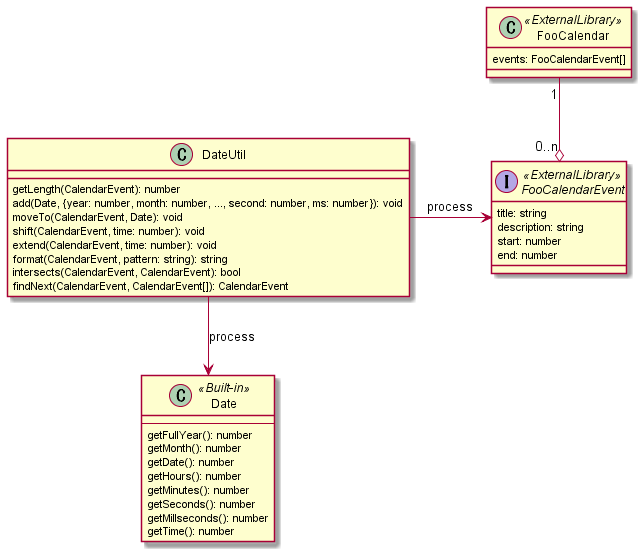 C
«ExternalLibrary»
FooCalendar
events: FooCalendarEvent[]
1
0..n
C
DateUtil
getLength(CalendarEvent): number
add(Date, {year: number, month: number, ..., second: number, ms: number}): void
moveTo(CalendarEvent, Date): void
shift(CalendarEvent, time: number): void
extend(CalendarEvent, time: number): void
format(CalendarEvent, pattern: string): string
intersects(CalendarEvent, CalendarEvent): bool
findNext(CalendarEvent, CalendarEvent[]): CalendarEvent
process
I
«ExternalLibrary»
FooCalendarEvent
title: string
description: string
start: number
end: number
process
C
«Built-in»
Date
getFullYear(): number
getMonth(): number
getDate(): number
getHours(): number
getMinutes(): number
getSeconds(): number
getMillseconds(): number
getTime(): number